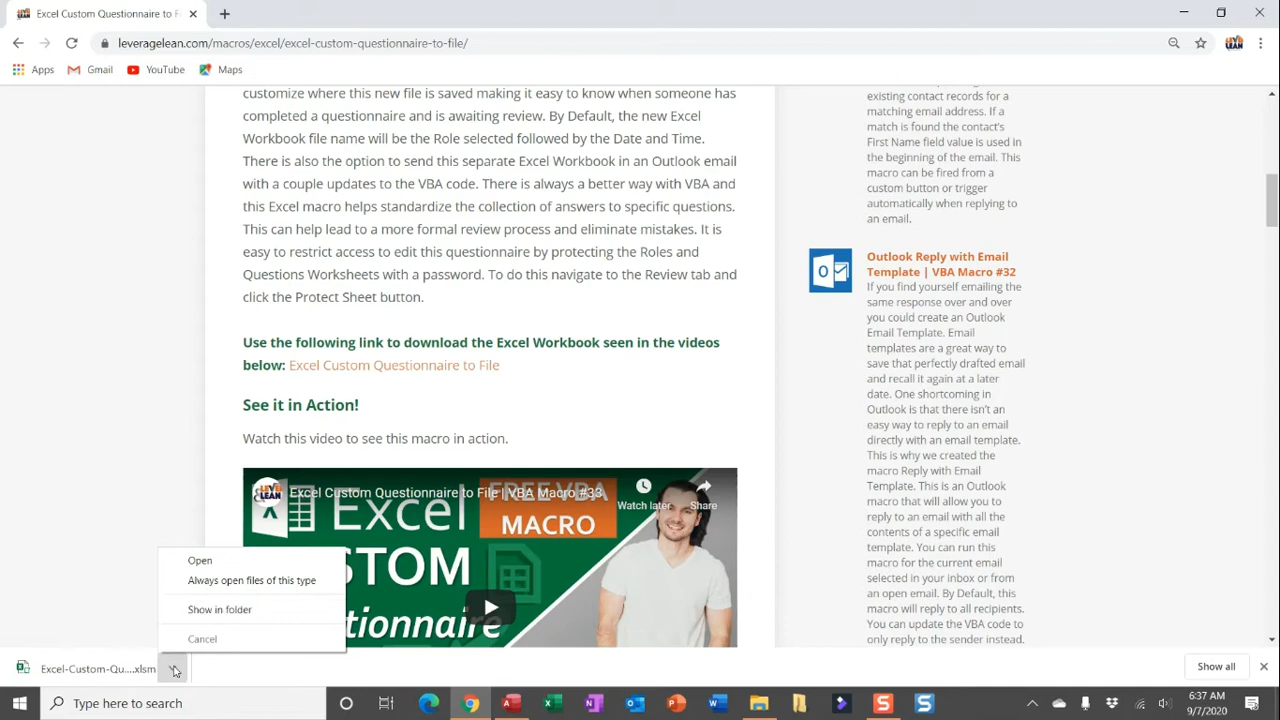 Excel Custom Questionnaire to F
leveragelean.com/macros/excel/excel-custom-questionnaire-to-file/
Apps
Gmail
YouTube
Maps
customize where this new file is saved making it easy to know when someone has
completed a questionnaire and is awaiting review. By Default, the new Excel
Workbook file name will be the Role selected followed by the Date and Time.
There is also the option to send this separate Excel Workbook in an Outlook email
with a couple updates to the VBA code. There is always a better way with VBA and
this Excel macro helps standardize the collection of answers to specific questions.
This can help lead to a more formal review process and eliminate mistakes. It is
easy to restrict access to edit this questionnaire by protecting the Roles and
Questions Worksheets with a password. To do this navigate to the Review tab and
click the Protect Sheet button.
Use the following link to download the Excel Workbook seen in the videos
below: Excel Custom Questionnaire to File
See it in Action!
Watch this video to see this macro in action.
Excel Custom Questionnaire to File | VBA Macro #33
Watch later
Share
FREE VBA
MACRO
Excel
STOM
tionnaire
existing contact records for a
matching email address. If a
match is found the contact's
First Name field value is used in
the beginning of the email. This
macro can be fired from a
custom button or trigger
automatically when replying to
an email.
Outlook Reply with Email
Template | VBA Macro #32
If you find yourself emailing the
same response over and over
you could create an Outlook
Email Template. Email
templates are a great way to
save that perfectly drafted email
and recall it again at a later
date. One shortcoming in
Outlook is that there isn't an
easy way to reply to an email
directly with an email template.
This is why we created the
macro Reply with Email
Template. This is an Outlook
macro that will allow you to
reply to an email with all the
contents of a specific email
template. You can run this
macro for the current email
selected in your inbox or from
an open email. By Default, this
macro will reply to all recipients.
You can update the VBA code to
only reply to the sender instead.
Open
Always open files of this type
Show in folder
Cancel
Excel-Custom-Qu....xlsm
Show all
Type here to search
6:37 AM
9/7/2020